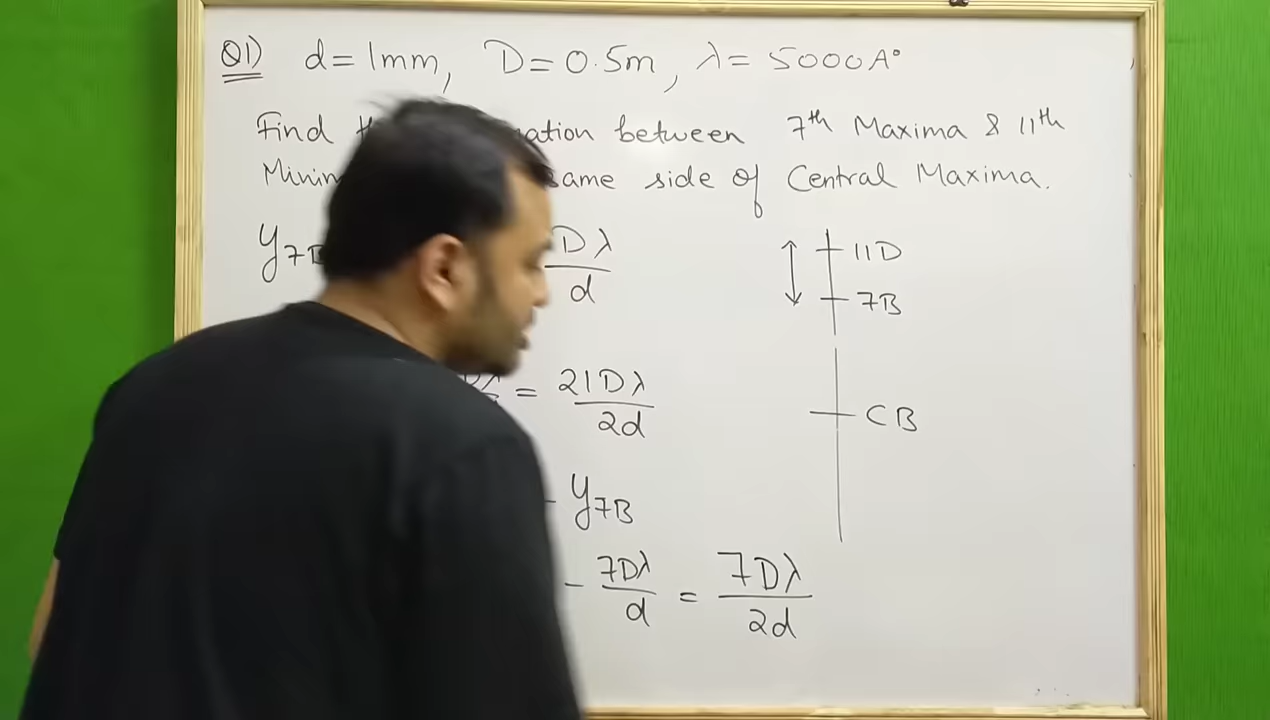 Q1) d = 1mm, D = 0.5m, λ = 5000A°
Find ation between 7th Maxima & 11th
Minim same side of Central Maxima.
y7B Dλ/d
11D
7B
= 21Dλ/2d
CB
- y7B
- 7Dλ/d = 7Dλ/2d